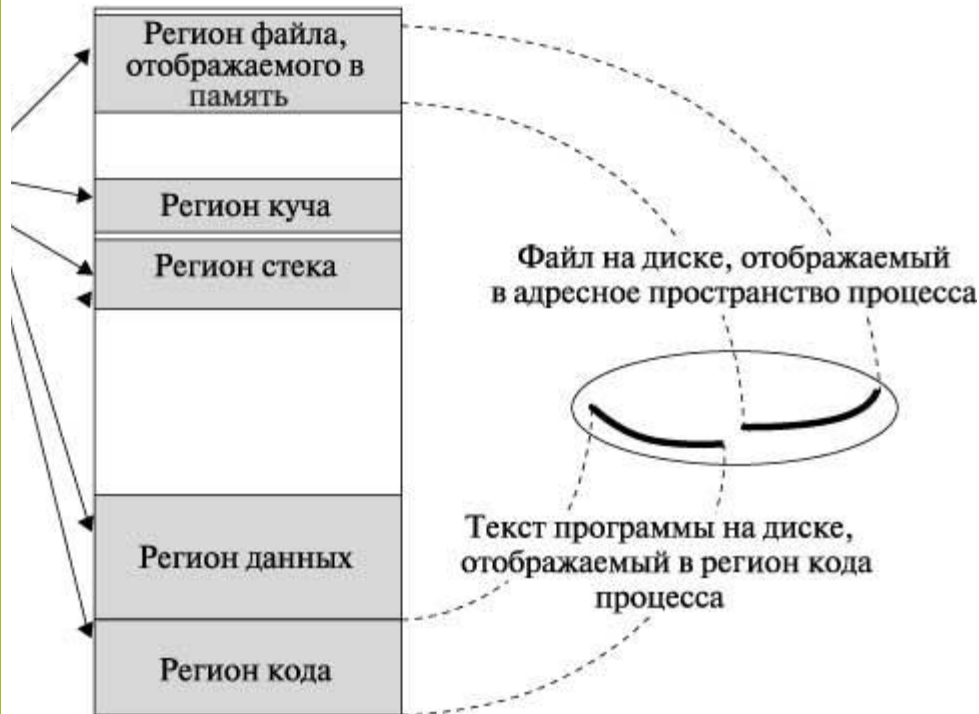 Регион файла,
отображаемого в
память
Регион куча
Регион стека
Файл на диске, отображаемый
в адресное пространство процесса
Текст программы на диске,
отображаемый в регион кода
процесса
Регион данных
Регион кода